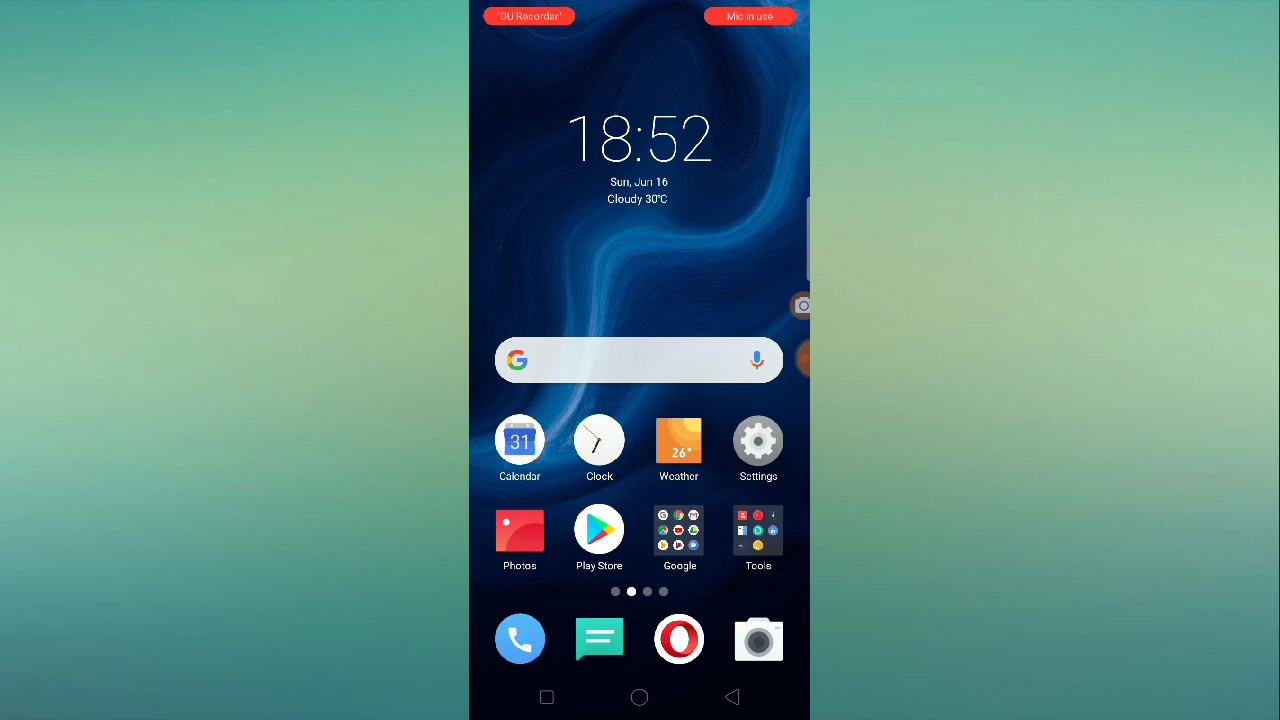 "DU Recorder" Mic in use
18:52
Sun, Jun 16
Cloudy 30°C
G
31
26°
Calendar Clock Weather Settings
Photos Play Store Google Tools